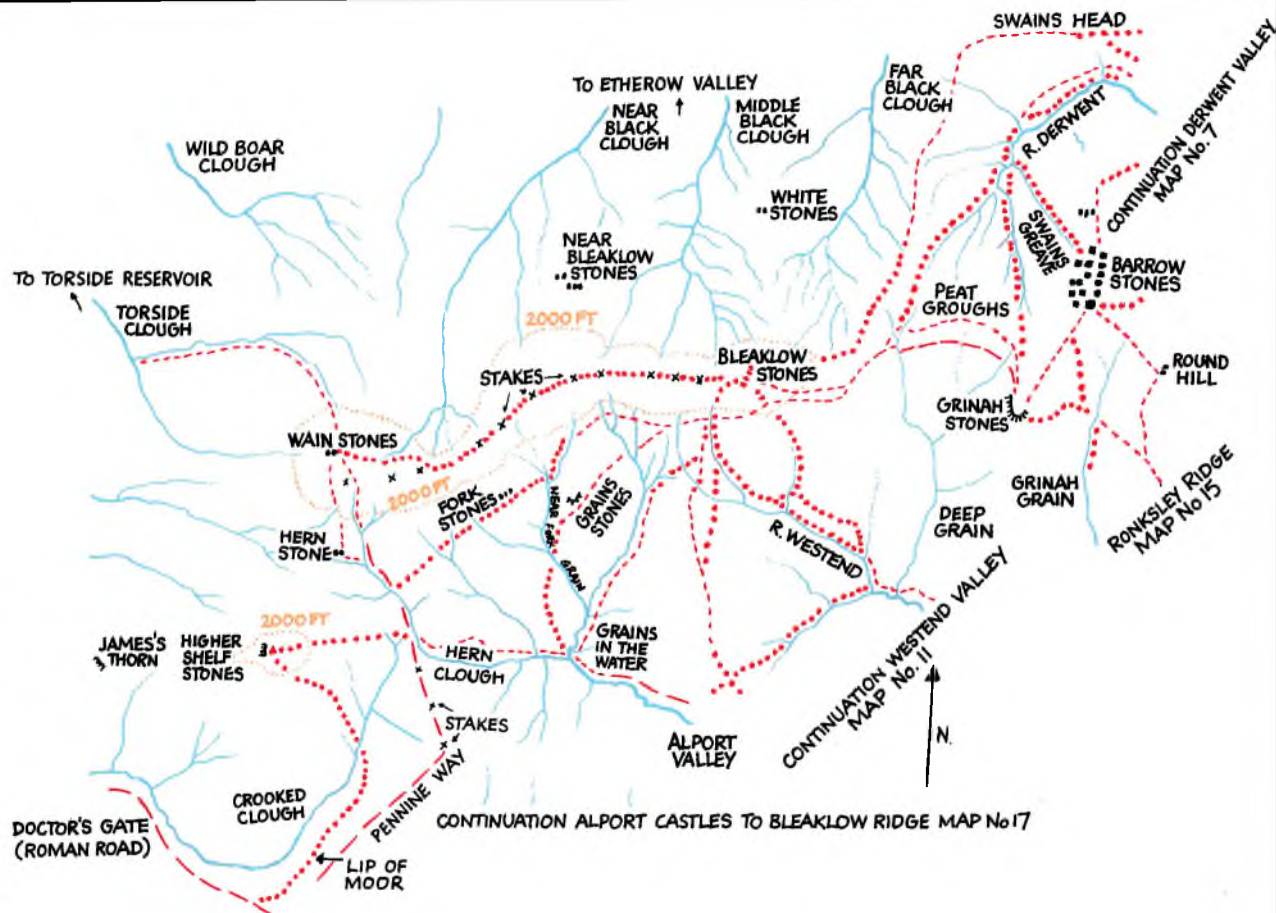 SWAINS HEAD
TO ETHEROW VALLEY
NEAR
BLACK
CLOUGH
MIDDLE
BLACK
CLOUGH
FAR
BLACK
CLOUGH
R. DERWENT
CONTINUATION DERWENT VALLEY
MAP No. 7
WILD BOAR
CLOUGH
WHITE
STONES
NEAR
BLEAKLOW
STONES
SWAINS
GREAVE
BARROW
STONES
TO TORSIDE RESERVOIR
TORSIDE
CLOUGH
PEAT
GROUGHS
2000 FT
BLEAKLOW
STONES
STAKES
ROUND
HILL
GRINAH
STONES
WAIN STONES
2000 FT
FORK
STONES
NEAR FORK
GRAIN
GRAINS
STONES
GRINAH
GRAIN
RONKSLEY RIDGE
MAP No 15
HERN
STONE
R. WESTEND
DEEP
GRAIN
2000 FT
JAMES'S
THORN
HIGHER
SHELF
STONES
HERN
CLOUGH
GRAINS
IN THE
WATER
CONTINUATION WESTEND VALLEY
MAP No. 11
STAKES
N.
ALPORT
VALLEY
CROOKED
CLOUGH
PENNINE WAY
CONTINUATION ALPORT CASTLES TO BLEAKLOW RIDGE MAP No 17
DOCTOR'S GATE
(ROMAN ROAD)
LIP OF
MOOR